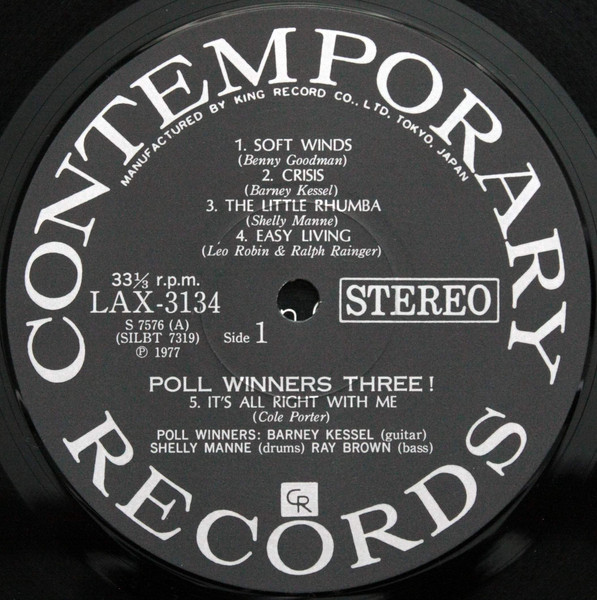 CONTEMPORARY
MANUFACTURED BY KING RECORD CO., LTD. TOKYO, JAPAN
1. SOFT WINDS
(Benny Goodman)
2. CRISIS
(Barney Kessel)
3. THE LITTLE RHUMBA
(Shelly Manne)
4. EASY LIVING
(Leo Robin & Ralph Rainger)
33⅓ r.p.m.
LAX-3134
STEREO
S 7576 (A)
(SILBT 7319)
Side 1
℗ 1977
POLL WINNERS THREE!
5. IT'S ALL RIGHT WITH ME
(Cole Porter)
POLL WINNERS: BARNEY KESSEL (guitar)
SHELLY MANNE (drums) RAY BROWN (bass)
CR
RECORDS